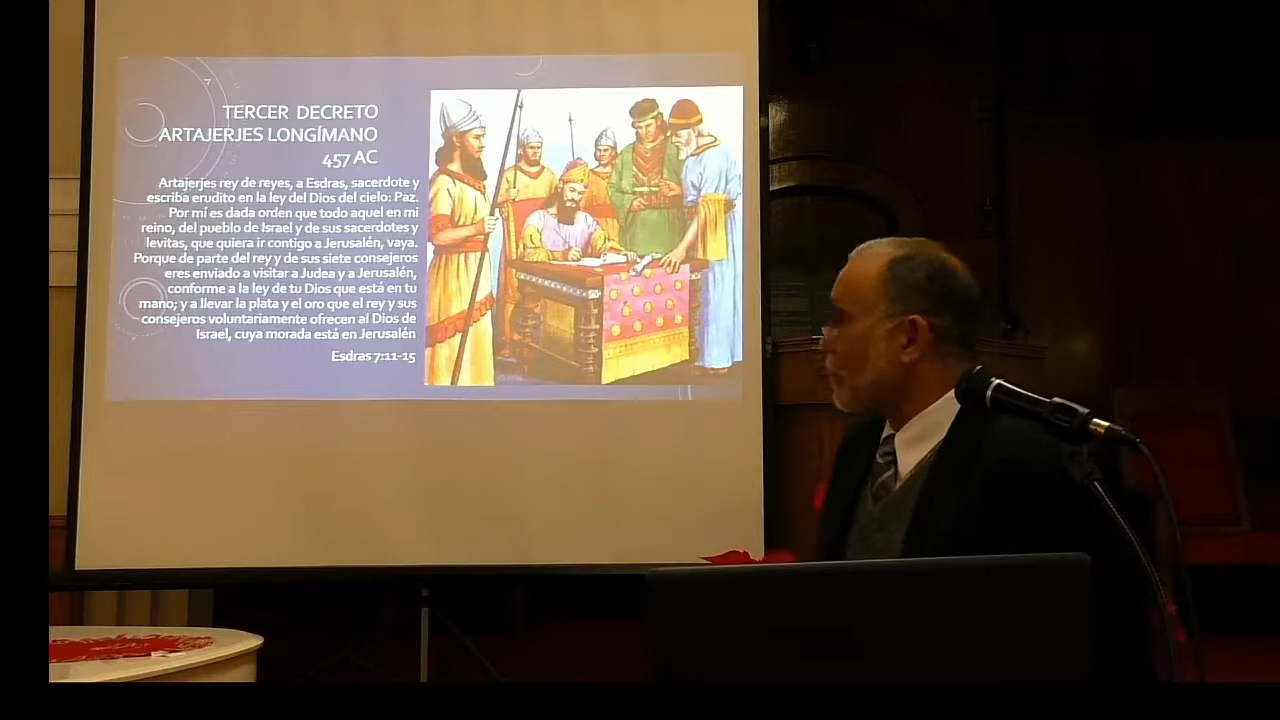 TERCER DECRETO
ARTAJERJES LONGÍMANO
457 AC
Artajerjes rey de reyes, a Esdras, sacerdote y
escriba erudito en la ley del Dios del cielo: Paz.
Por mí es dada orden que todo aquel en mi
reino, del pueblo de Israel y de sus sacerdotes y
levitas, que quiera ir contigo a Jerusalén, vaya.
Porque de parte del rey y de sus siete consejeros
eres enviado a visitar a Judea y a Jerusalén,
conforme a la ley de tu Dios que está en tu
mano; y a llevar la plata y el oro que el rey y sus
consejeros voluntariamente ofrecen al Dios de
Israel, cuya morada está en Jerusalén
Esdras 7:11-15